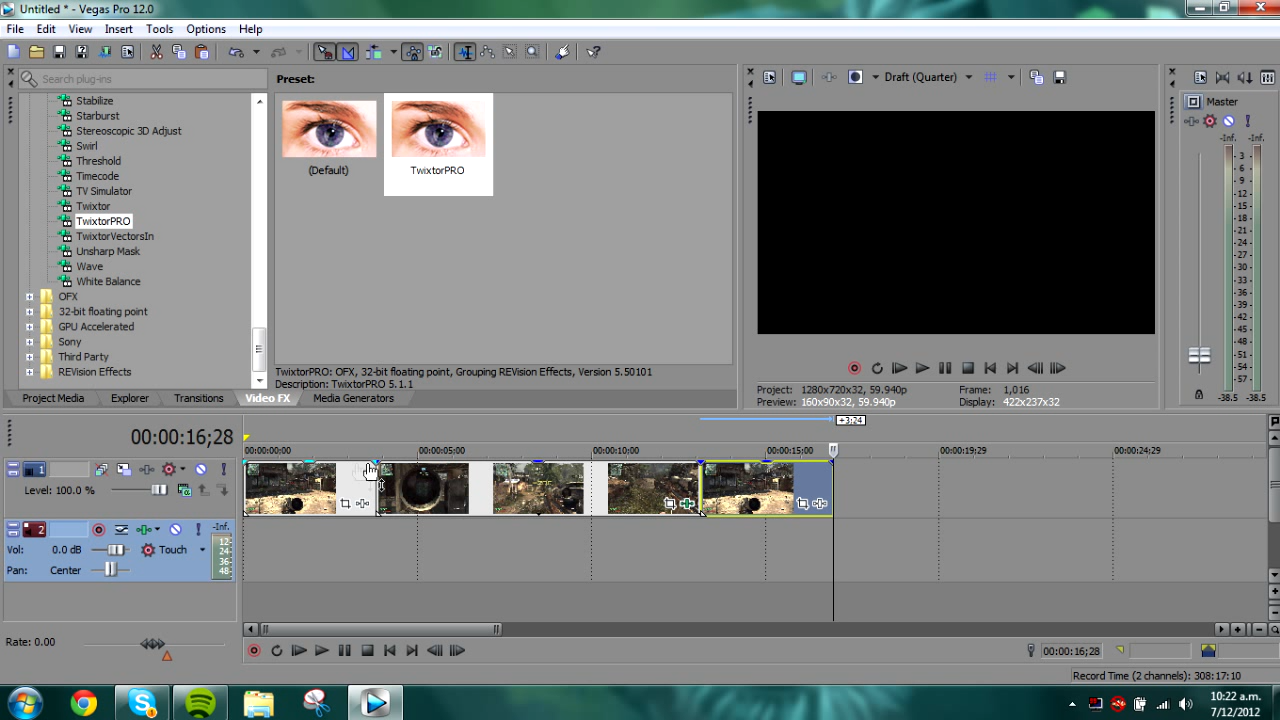 Untitled * - Vegas Pro 12.0
File Edit View Insert Tools Options Help
Search plug-ins
Stabilize
Starburst
Stereoscopic 3D Adjust
Swirl
Threshold
Timecode
TV Simulator
Twixtor
TwixtorPRO
TwixtorVectorsIn
Unsharp Mask
Wave
White Balance
OFX
32-bit floating point
GPU Accelerated
Sony
Third Party
REVision Effects
Preset:
(Default) TwixtorPRO
TwixtorPRO: OFX, 32-bit floating point, Grouping REVision Effects, Version 5.50101
Description: TwixtorPRO 5.1.1
Project Media Explorer Transitions Video FX Media Generators
Draft (Quarter)
Project: 1280x720x32, 59.940p Frame: 1,016
Preview: 160x90x32, 59.940p Display: 422x237x32
Master
-Inf. -Inf.
3
6
9
12
15
18
21
24
27
30
33
36
39
42
45
48
51
54
57
-38.5 -38.5
+3;24
00:00:16;28
00:00:00;00 00:00:05;00 00:00:10;00 00:00:15;00 00:00:19;29 00:00:24;29
1
Level: 100.0 %
2
-Inf.
Vol: 0.0 dB Touch
Pan: Center
12
24
36
48
Rate: 0.00
00:00:16;28
Record Time (2 channels): 308:17:10
10:22 a.m.
7/12/2012